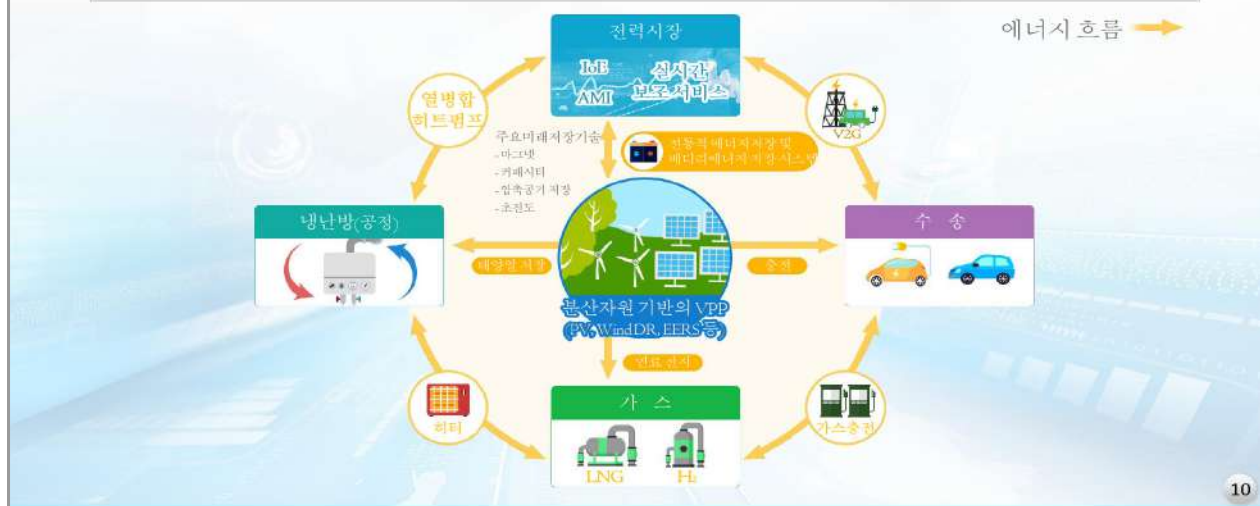 에너지 흐름
전력시장
IoE
AMI
실시간
보조 서비스
열병합
히트펌프
V2G
주요미래저장기술
-마그넷
-커패시터
-압축공기 저장
-초전도
전통적 에너지저장 및
배터리에너지 저장 시스템
냉난방(공정)
수 송
태양열 저장
충전
분산자원 기반의 VPP
(PV, Wind DR, EERS 등)
연료 전지
가 스
히터
가스충전
LNG
H₂
10